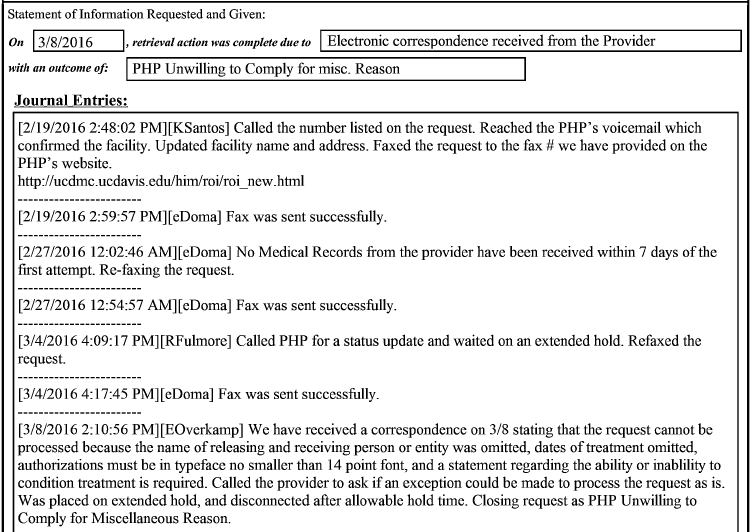 Statement of Information Requested and Given:
On 3/8/2016 , retrieval action was complete due to Electronic correspondence received from the Provider
with an outcome of: PHP Unwilling to Comply for misc. Reason
Journal Entries:
[2/19/2016 2:48:02 PM][KSantos] Called the number listed on the request. Reached the PHP's voicemail which
confirmed the facility. Updated facility name and address. Faxed the request to the fax # we have provided on the
PHP's website.
http://ucdmc.ucdavis.edu/him/roi/roi_new.html
------------------------
[2/19/2016 2:59:57 PM][eDoma] Fax was sent successfully.
------------------------
[2/27/2016 12:02:46 AM][eDoma] No Medical Records from the provider have been received within 7 days of the
first attempt. Re-faxing the request.
------------------------
[2/27/2016 12:54:57 AM][eDoma] Fax was sent successfully.
------------------------
[3/4/2016 4:09:17 PM][RFulmore] Called PHP for a status update and waited on an extended hold. Refaxed the
request.
------------------------
[3/4/2016 4:17:45 PM][eDoma] Fax was sent successfully.
------------------------
[3/8/2016 2:10:56 PM][EOverkamp] We have received a correspondence on 3/8 stating that the request cannot be
processed because the name of releasing and receiving person or entity was omitted, dates of treatment omitted,
authorizations must be in typeface no smaller than 14 point font, and a statement regarding the ability or inablility to
condition treatment is required. Called the provider to ask if an exception could be made to process the request as is.
Was placed on extended hold, and disconnected after allowable hold time. Closing request as PHP Unwilling to
Comply for Miscellaneous Reason.